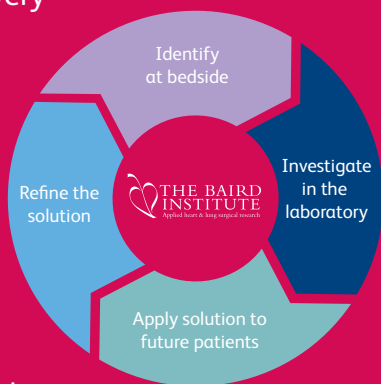 Identify
at bedside
Investigate
in the
laboratory
Refine the
solution
THE BAIRD
INSTITUTE
Applied heart & lung surgical research
Apply solution to
future patients